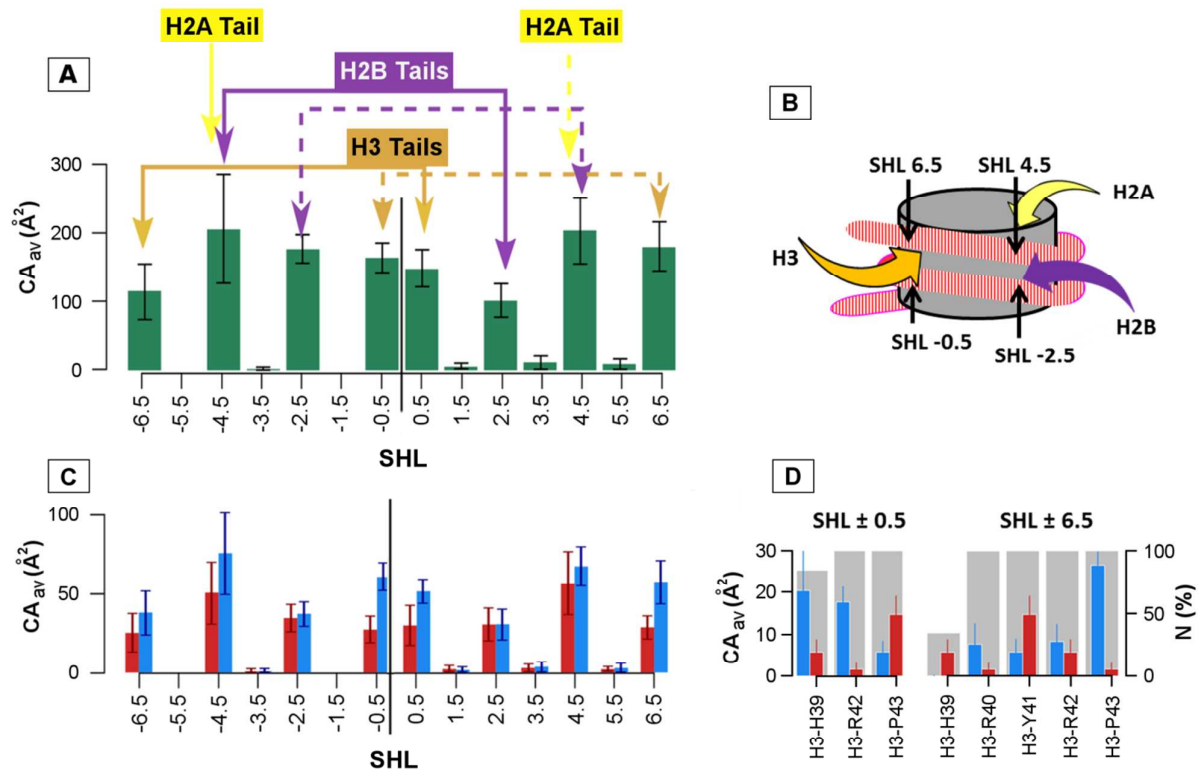 H2A Tail
H2A Tail
A
H2B Tails
H3 Tails
CA av (Å²)
300
200
100
0
-6.5 -5.5 -4.5 -3.5 -2.5 -1.5 -0.5 0.5 1.5 2.5 3.5 4.5 5.5 6.5
SHL
B
SHL 6.5 SHL 4.5
H2A
H3
H2B
SHL -0.5
SHL -2.5
C
CA av (Å²)
100
50
0
-6.5 -5.5 -4.5 -3.5 -2.5 -1.5 -0.5 0.5 1.5 2.5 3.5 4.5 5.5 6.5
SHL
D
SHL ± 0.5 SHL ± 6.5
CA av (Å²)
30
20
10
0
100
50
0
N (%)
H3-H39 H3-R42 H3-P43 H3-H39 H3-R40 H3-Y41 H3-R42 H3-P43